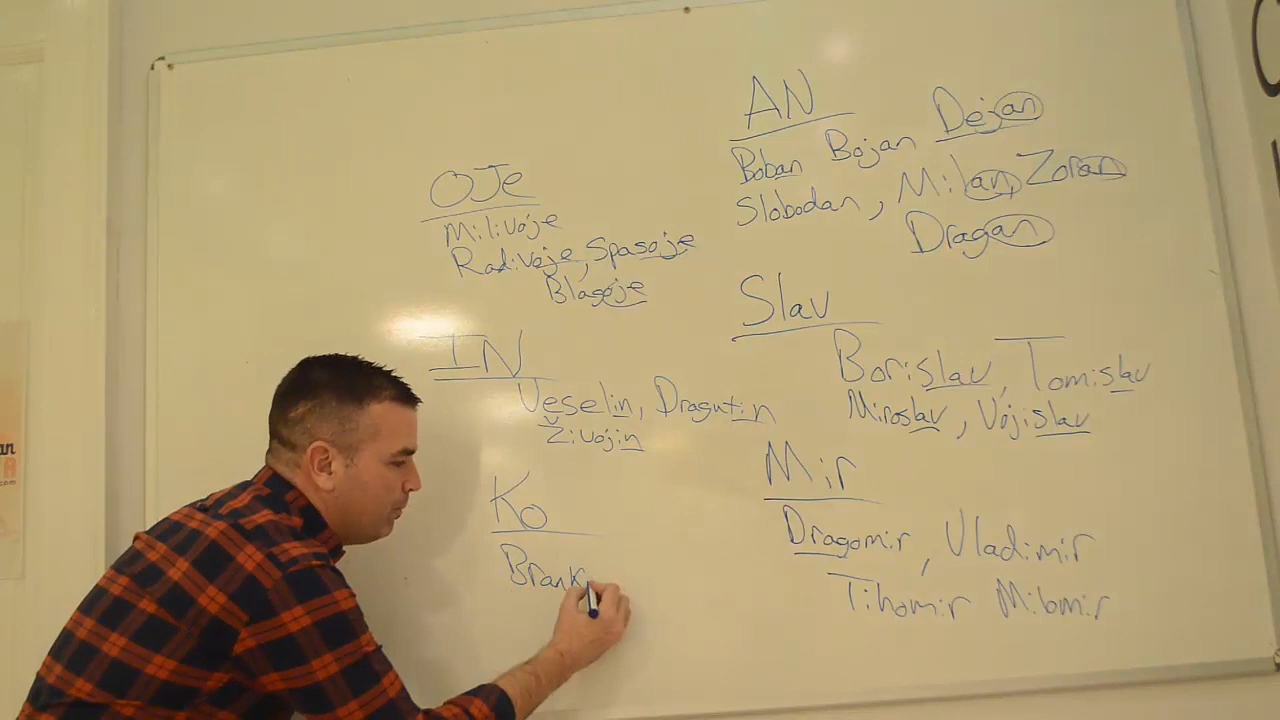 OJe
Milivoje
Radivoje, Spasoje
Blagoje
IN
Veselin, Dragutin
Živojin
Ko
Brank
AN
Boban Bojan Dejan
Slobodan, Milan Zoran
Dragan
Slav
Borislav, Tomislav
Miroslav, Vojislav
Mir
Dragomir, Vladimir
Tihomir Milomir